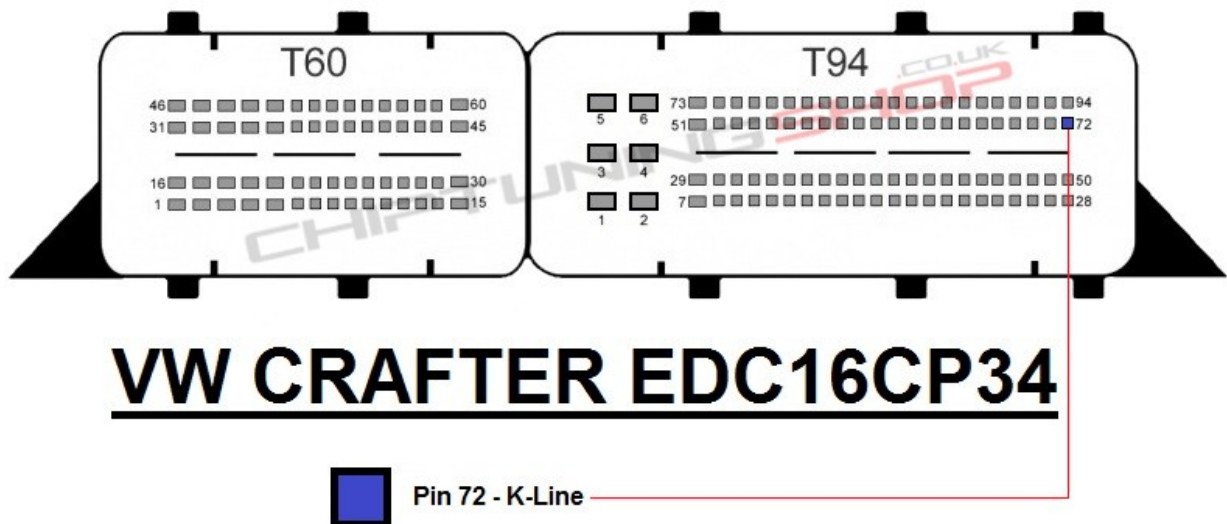 T60
T94
46 60
31 45
16 30
1 15
5 6
3 4
1 2
73 94
51 72
29 50
7 28
CHIPTUNINGSHOP.CO.UK
VW CRAFTER EDC16CP34
Pin 72 - K-Line